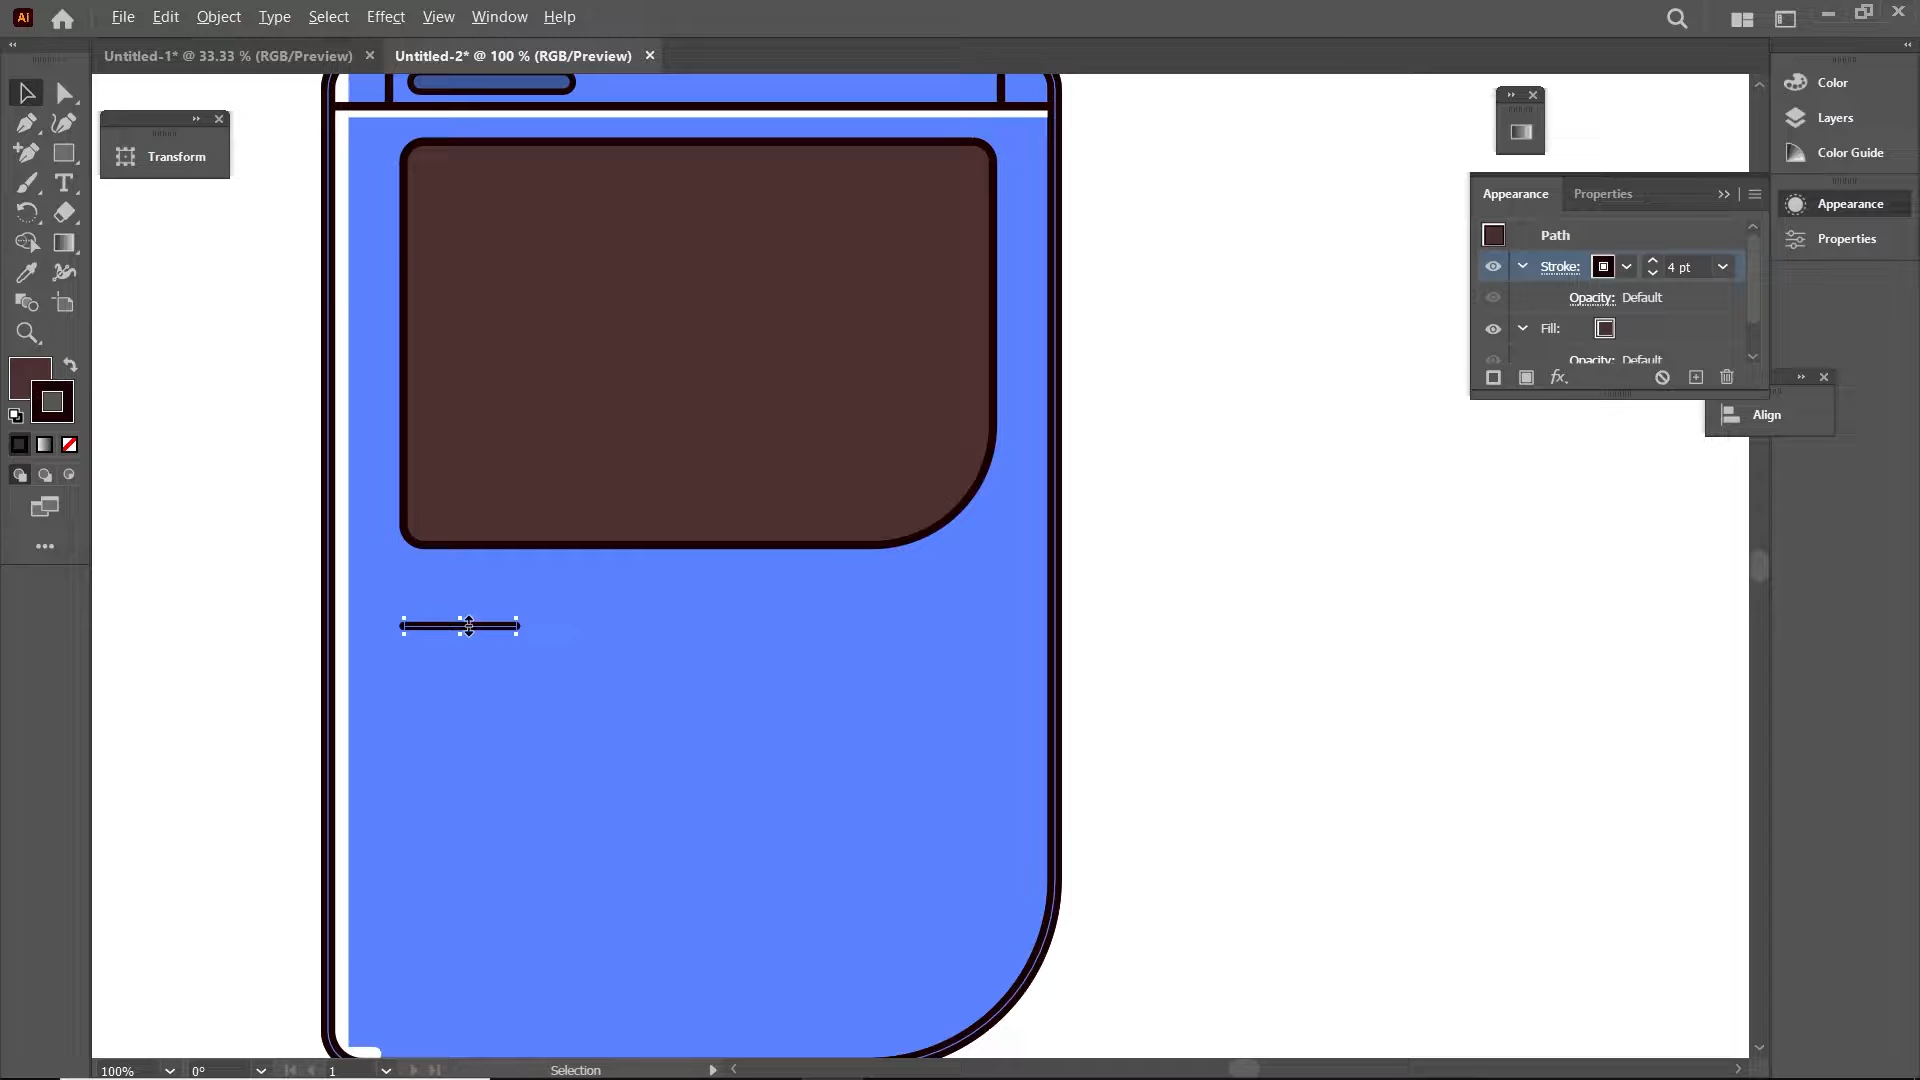 Ai File Edit Object Type Select Effect View Window Help
Untitled-1* @ 33.33 % (RGB/Preview) Untitled-2* @ 100 % (RGB/Preview)
Transform
Color
Layers
Color Guide
Appearance
Properties
Appearance Properties
Path
Stroke: 4 pt
Opacity: Default
Fill:
Opacity: Default
fx.
Align
T
100% 0° 1 Selection